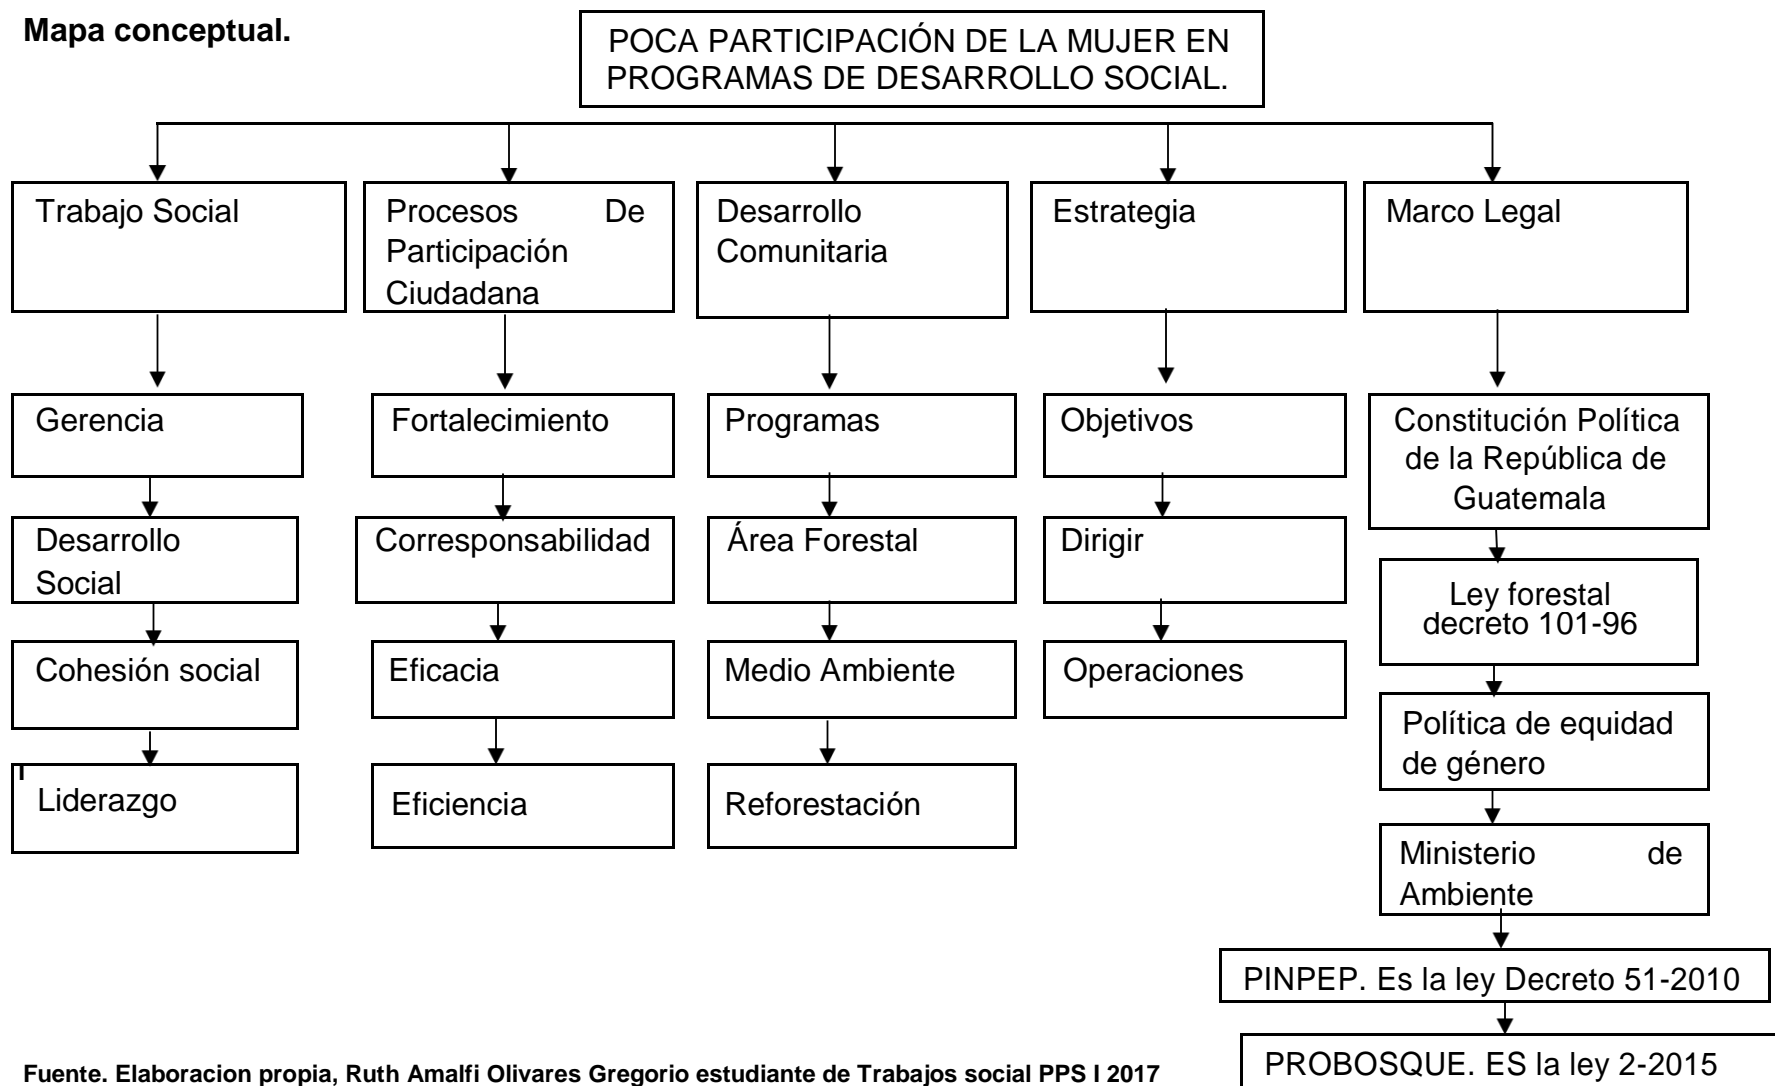 Mapa conceptual.
POCA PARTICIPACIÓN DE LA MUJER EN
PROGRAMAS DE DESARROLLO SOCIAL.
Trabajo Social
Procesos De
Participación
Ciudadana
Desarrollo
Comunitaria
Estrategia
Marco Legal
Gerencia
Fortalecimiento
Programas
Objetivos
Constitución Política
de la República de
Guatemala
Desarrollo
Social
Corresponsabilidad
Área Forestal
Dirigir
Ley forestal
decreto 101-96
Cohesión social
Eficacia
Medio Ambiente
Operaciones
Política de equidad
de género
Liderazgo
Eficiencia
Reforestación
Ministerio de
Ambiente
PINPEP. Es la ley Decreto 51-2010
PROBOSQUE. ES la ley 2-2015
Fuente. Elaboracion propia, Ruth Amalfi Olivares Gregorio estudiante de Trabajos social PPS I 2017